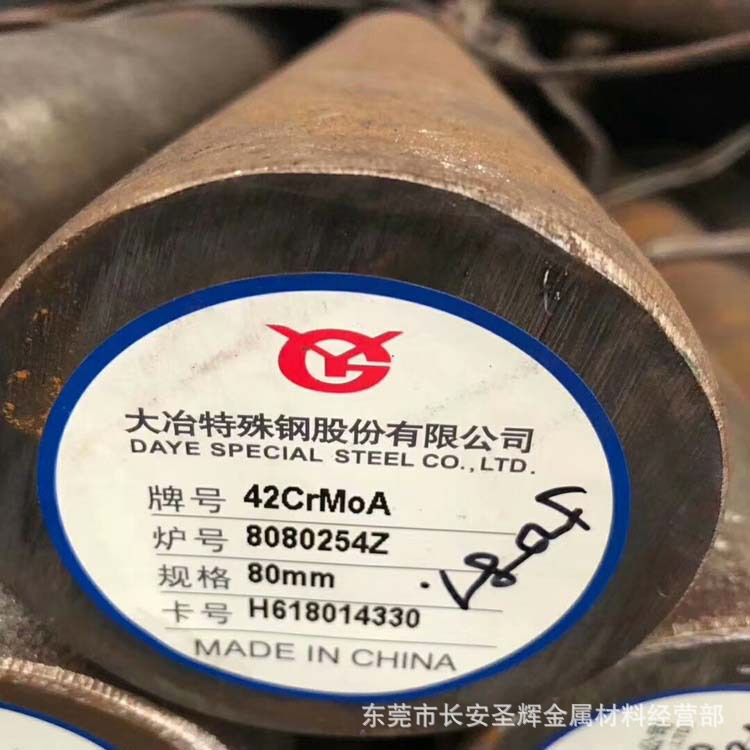 大冶特殊钢股份有限公司
DAYE SPECIAL STEEL CO.,LTD.
牌号 42CrMoA
炉号 8080254Z
规格 80mm
卡号 H618014330
MADE IN CHINA
东莞市长安圣辉金属材料经营部